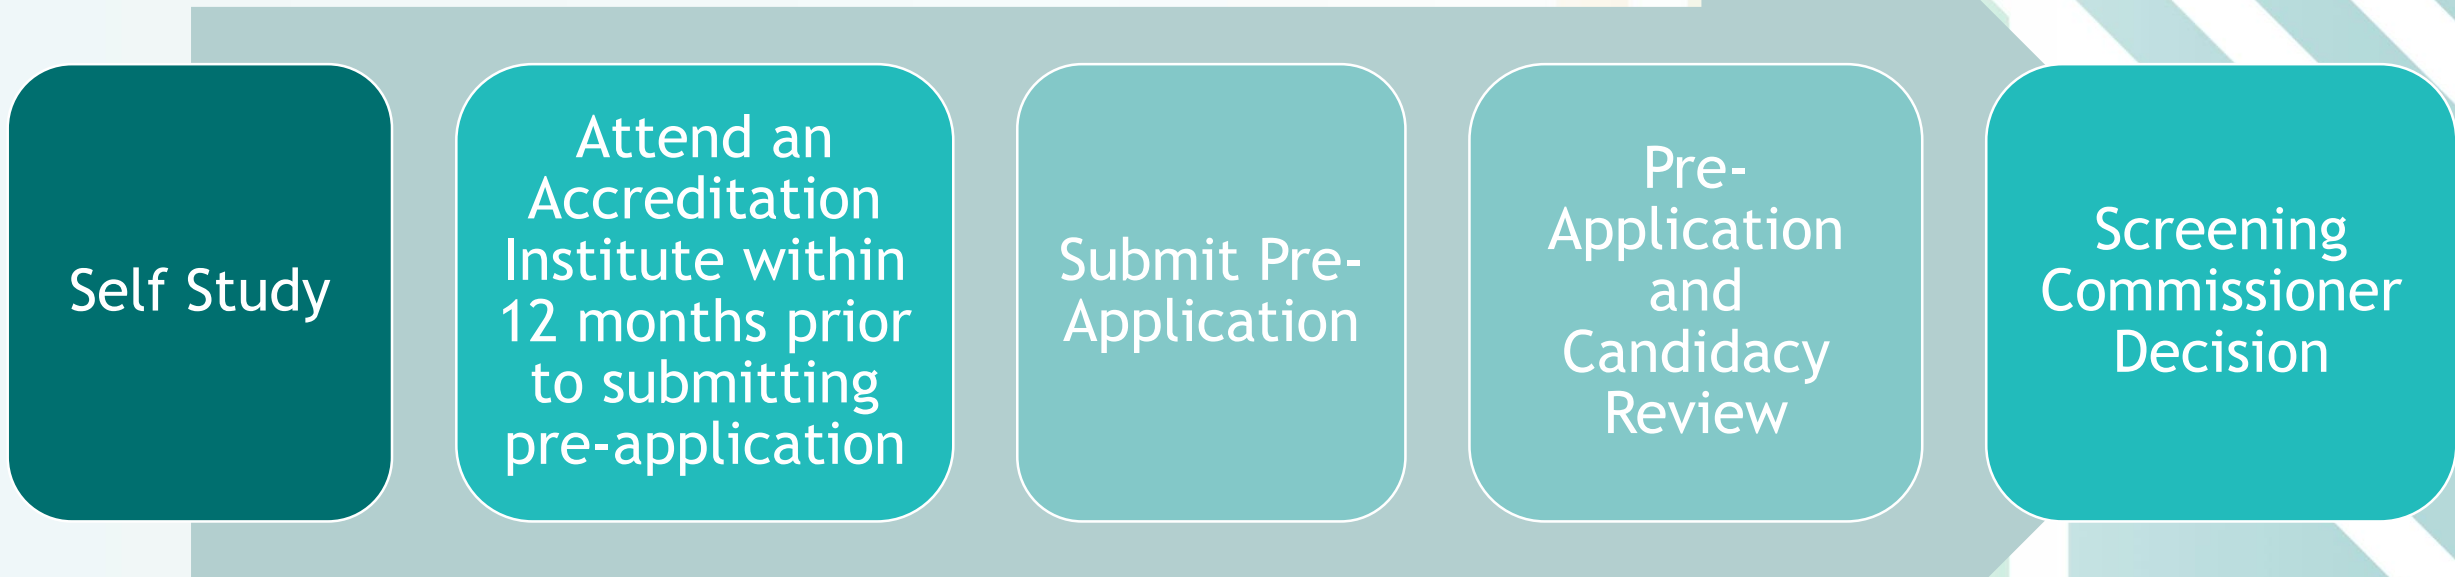 Self Study
Attend an
Accreditation
Institute within
12 months prior
to submitting
pre-application
Submit Pre-
Application
Pre-
Application
and
Candidacy
Review
Screening
Commissioner
Decision